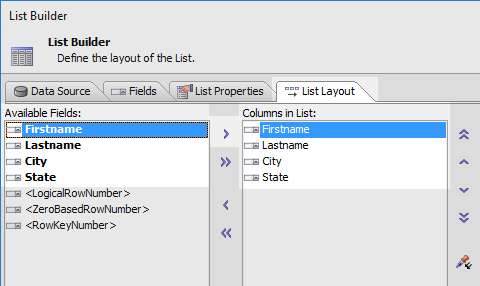 List Builder
List Builder
Define the layout of the List.
Data Source
Fields
List Properties
List Layout
Available Fields:
Firstname
Lastname
City
State
<LogicalRowNumber>
<ZeroBasedRowNumber>
<RowKeyNumber>
Columns in List:
Firstname
Lastname
City
State